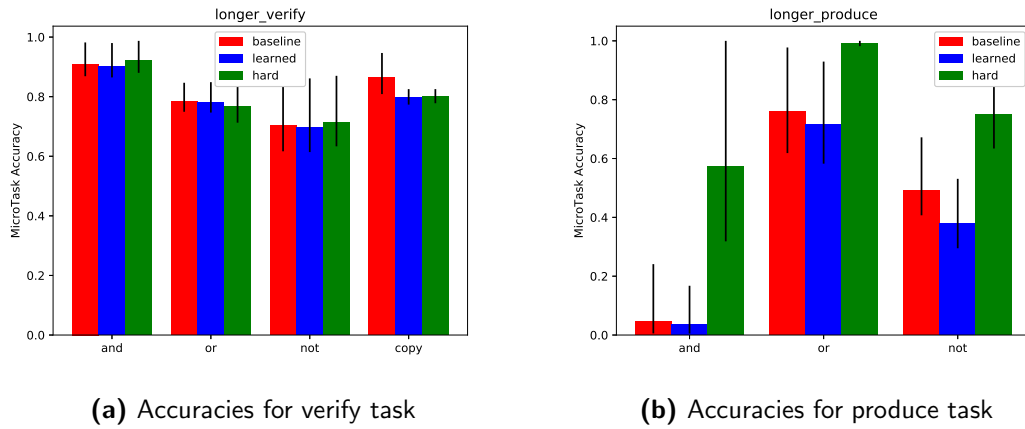 longer_verify
MicroTask Accuracy
1.0
0.8
0.6
0.4
0.2
0.0
baseline
learned
hard
and or not copy
(a) Accuracies for verify task
longer_produce
MicroTask Accuracy
1.0
0.8
0.6
0.4
0.2
0.0
baseline
learned
hard
and or not
(b) Accuracies for produce task